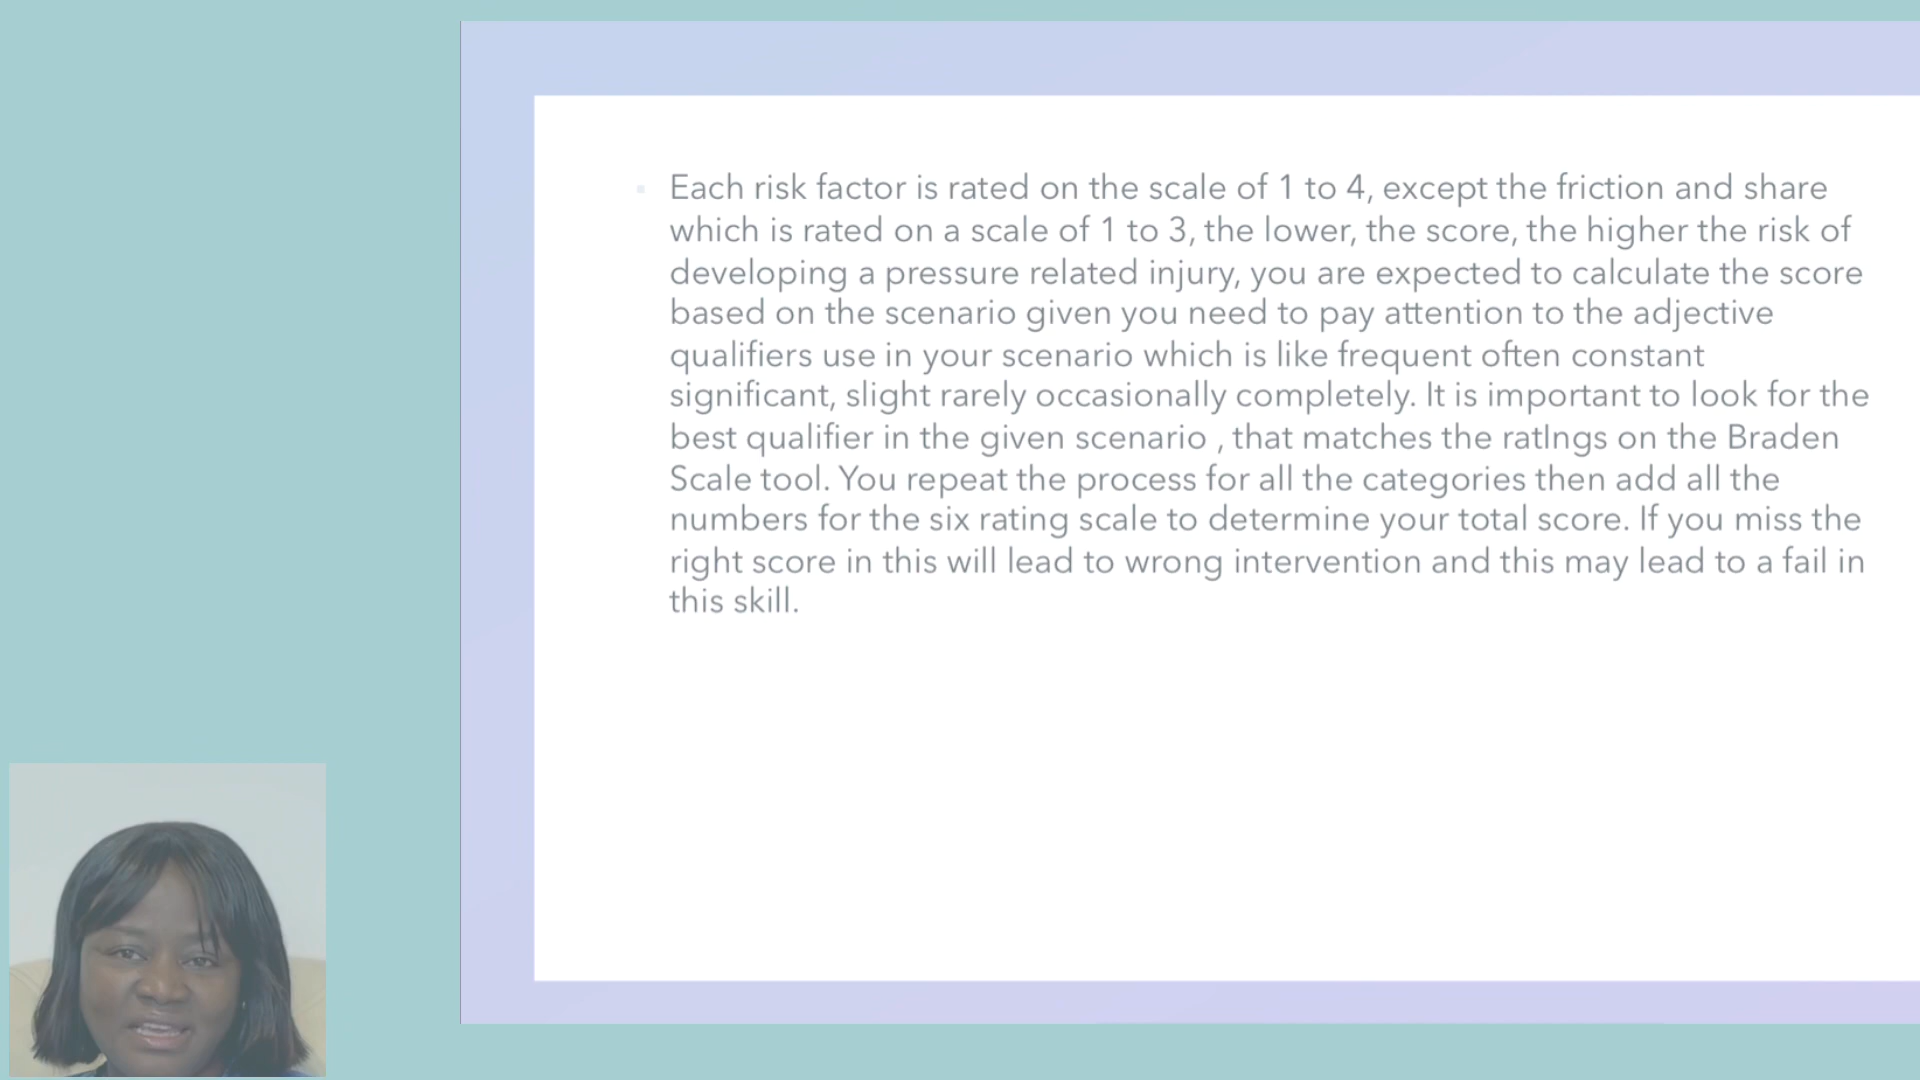 Each risk factor is rated on the scale of 1 to 4, except the friction and share
which is rated on a scale of 1 to 3, the lower, the score, the higher the risk of
developing a pressure related injury, you are expected to calculate the score
based on the scenario given you need to pay attention to the adjective
qualifiers use in your scenario which is like frequent often constant
significant, slight rarely occasionally completely. It is important to look for the
best qualifier in the given scenario , that matches the ratIngs on the Braden
Scale tool. You repeat the process for all the categories then add all the
numbers for the six rating scale to determine your total score. If you miss the
right score in this will lead to wrong intervention and this may lead to a fail in
this skill.